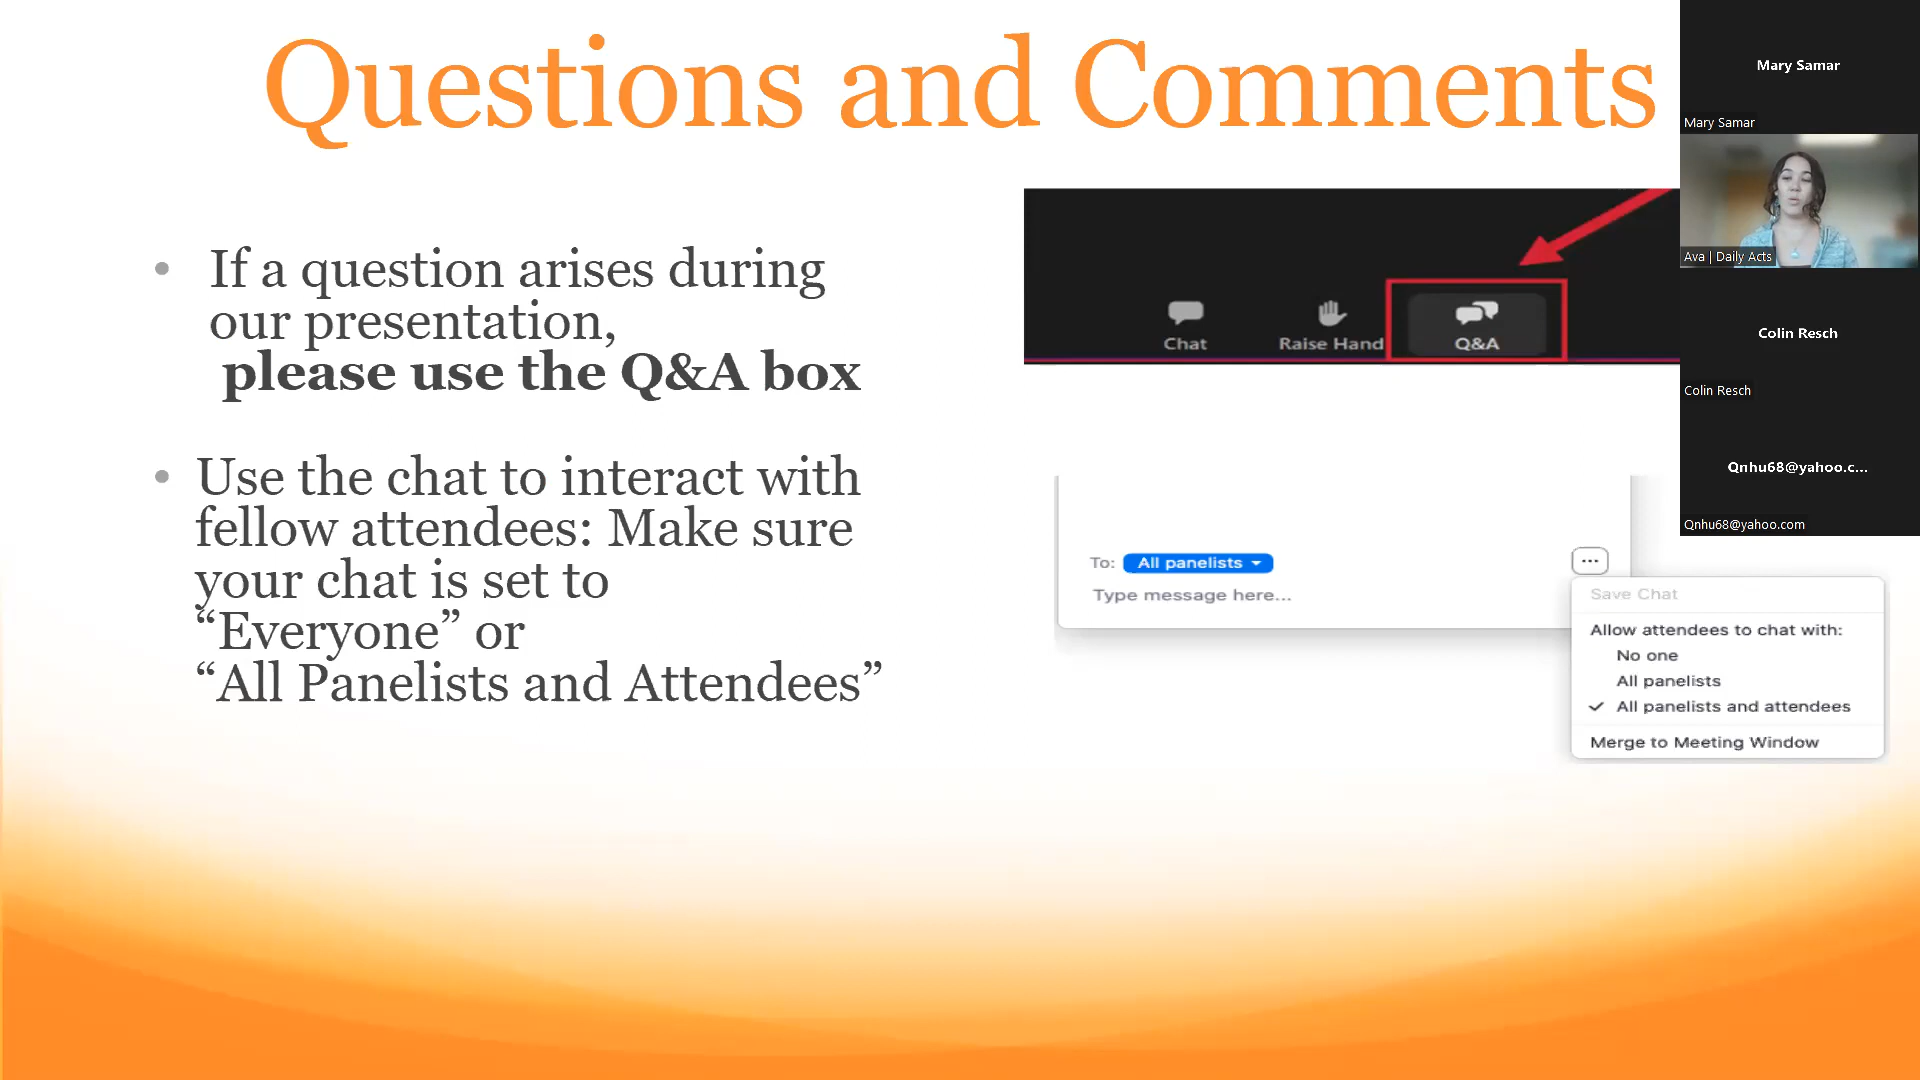 Questions and Comments
If a question arises during
our presentation,
please use the Q&A box
Use the chat to interact with
fellow attendees: Make sure
your chat is set to
“Everyone” or
“All Panelists and Attendees”
Chat
Raise Hand
Q&A
To: All panelists
Type message here...
Save Chat
Allow attendees to chat with:
No one
All panelists
All panelists and attendees
Merge to Meeting Window
Mary Samar
Mary Samar
Ava | Daily Acts
Colin Resch
Colin Resch
Qnhu68@yahoo.c...
Qnhu68@yahoo.com